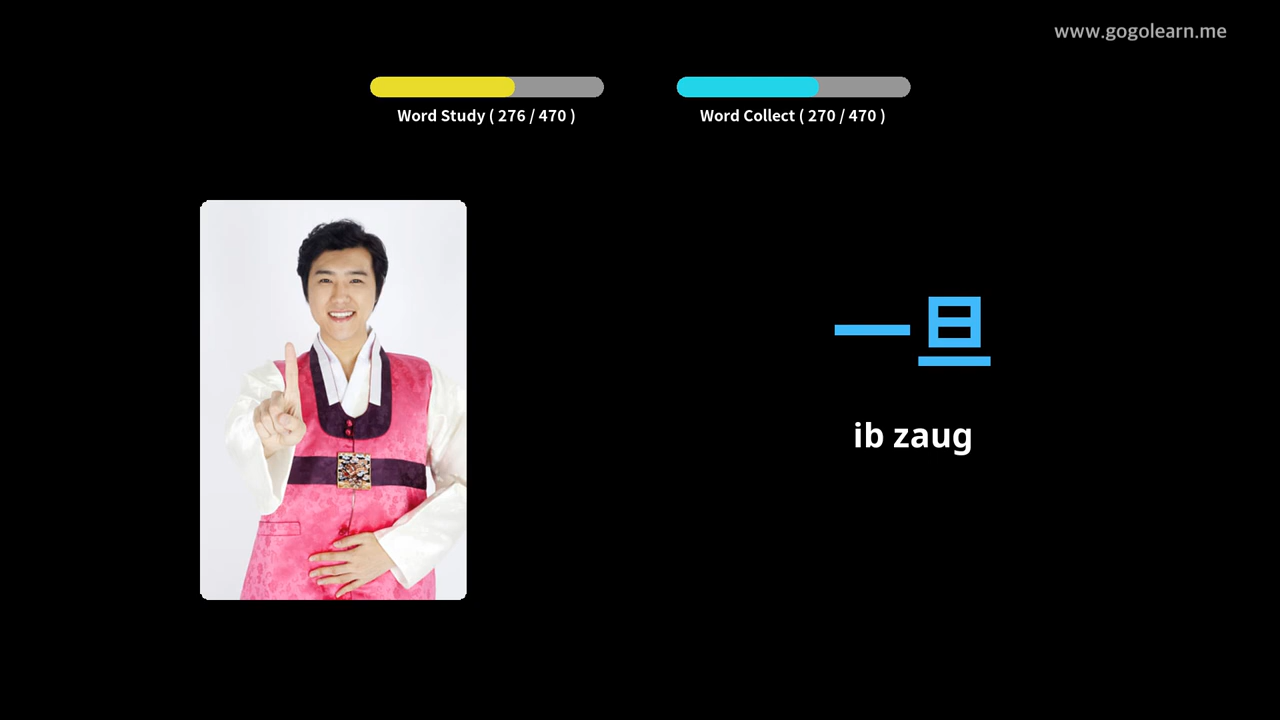 www.gogolearn.me
Word Study ( 276 / 470 )
Word Collect ( 270 / 470 )
一旦
ib zaug